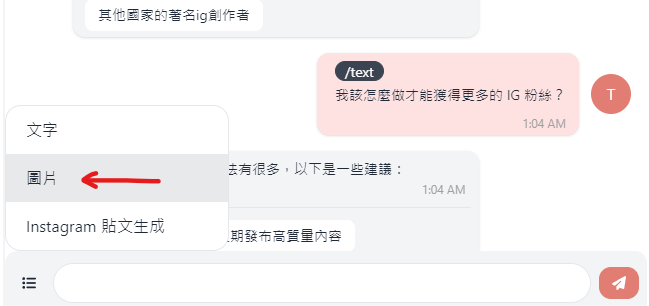 其他國家的著名ig創作者
/text
我該怎麼做才能獲得更多的 IG 粉絲？
T
1:04 AM
文字
圖片
法有很多，以下是一些建議：
1:04 AM
Instagram 貼文生成
期發布高質量內容